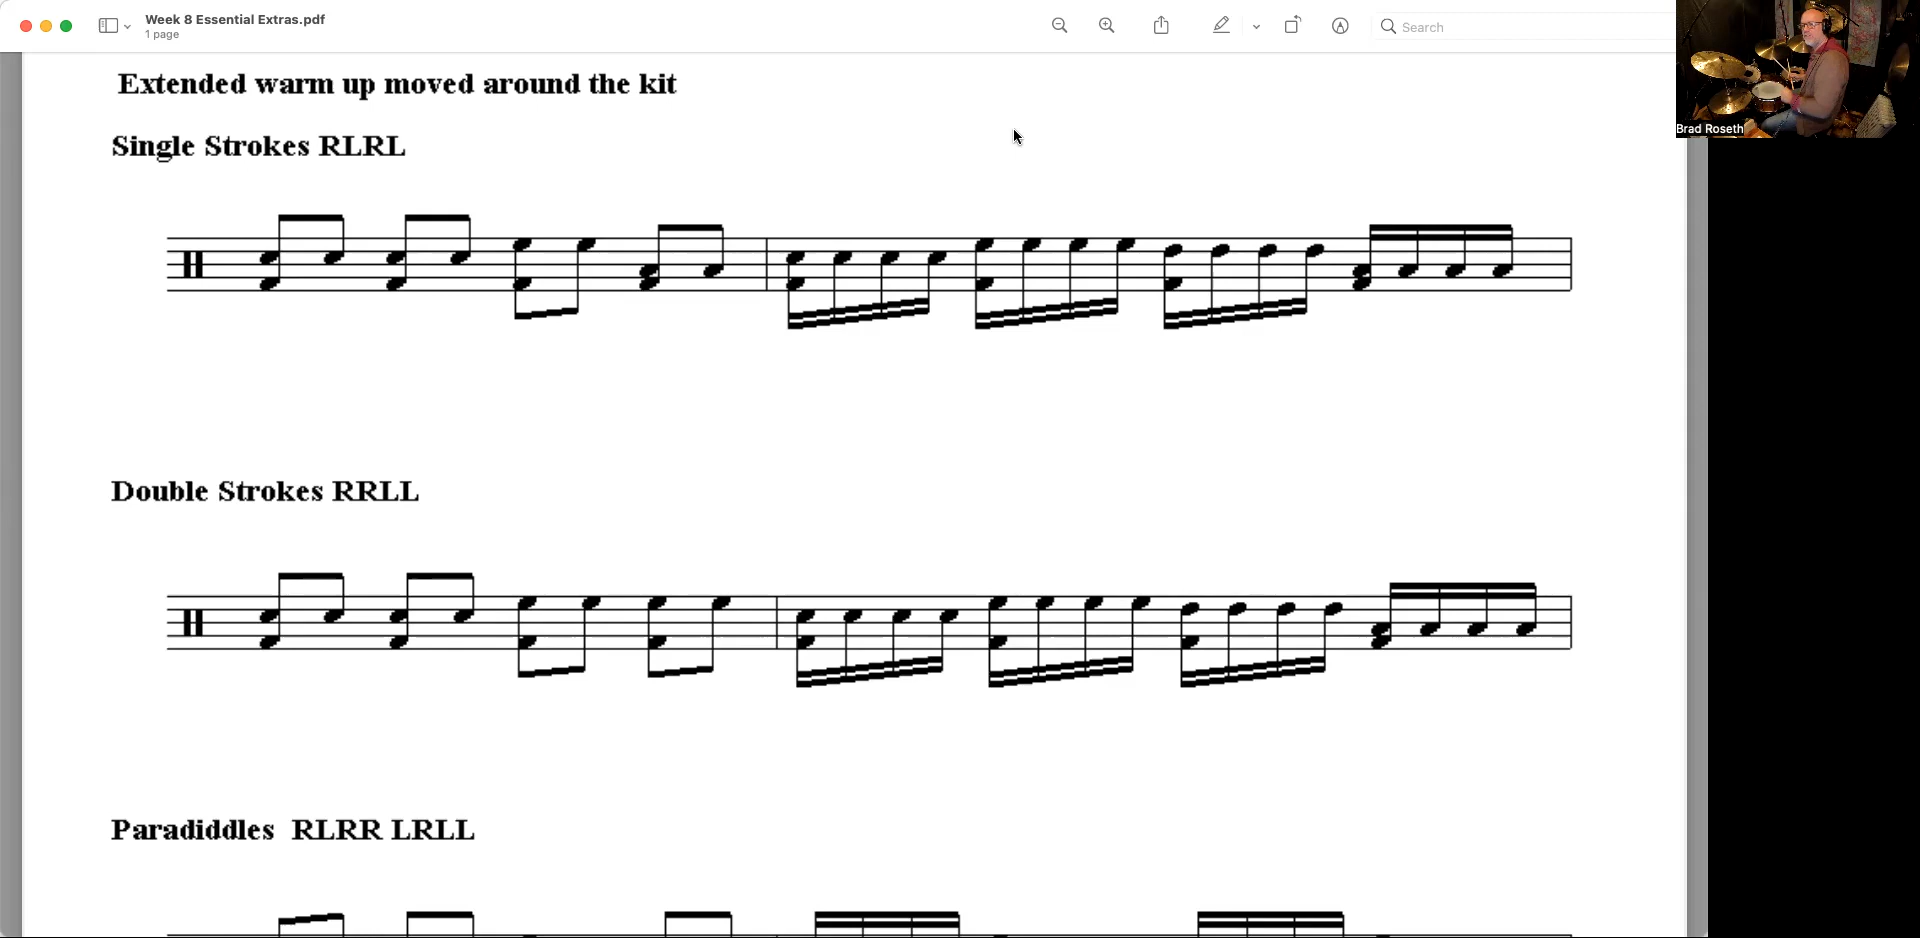 Week 8 Essential Extras.pdf
1 page
Search
Brad Roseth
Extended warm up moved around the kit
Single Strokes RLRL
Double Strokes RRLL
Paradiddles RLRR LRLL